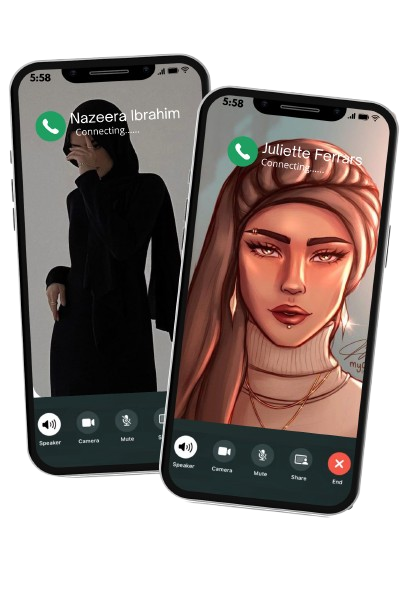 5:58
Nazeera Ibrahim
Connecting......
Speaker
Camera
Mute
5:58
Juliette Ferrars
Connecting......
Speaker
Camera
Mute
Share
End